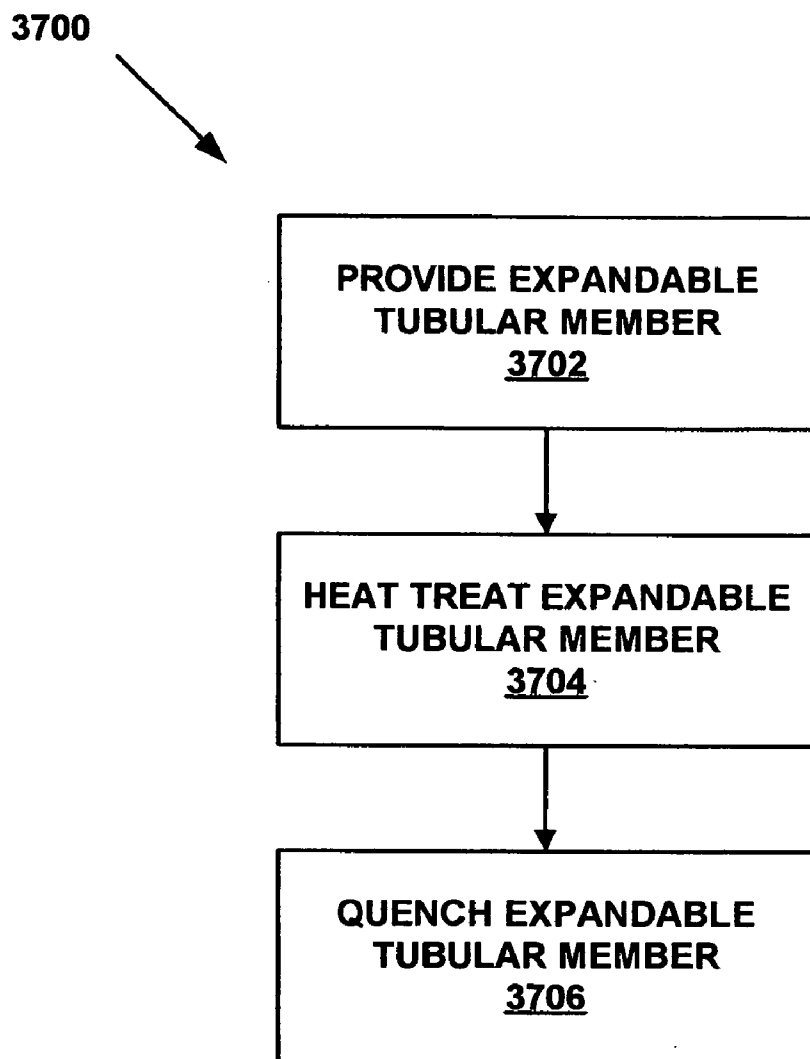 3700
PROVIDE EXPANDABLE
TUBULAR MEMBER
3702
HEAT TREAT EXPANDABLE
TUBULAR MEMBER
3704
QUENCH EXPANDABLE
TUBULAR MEMBER
3706